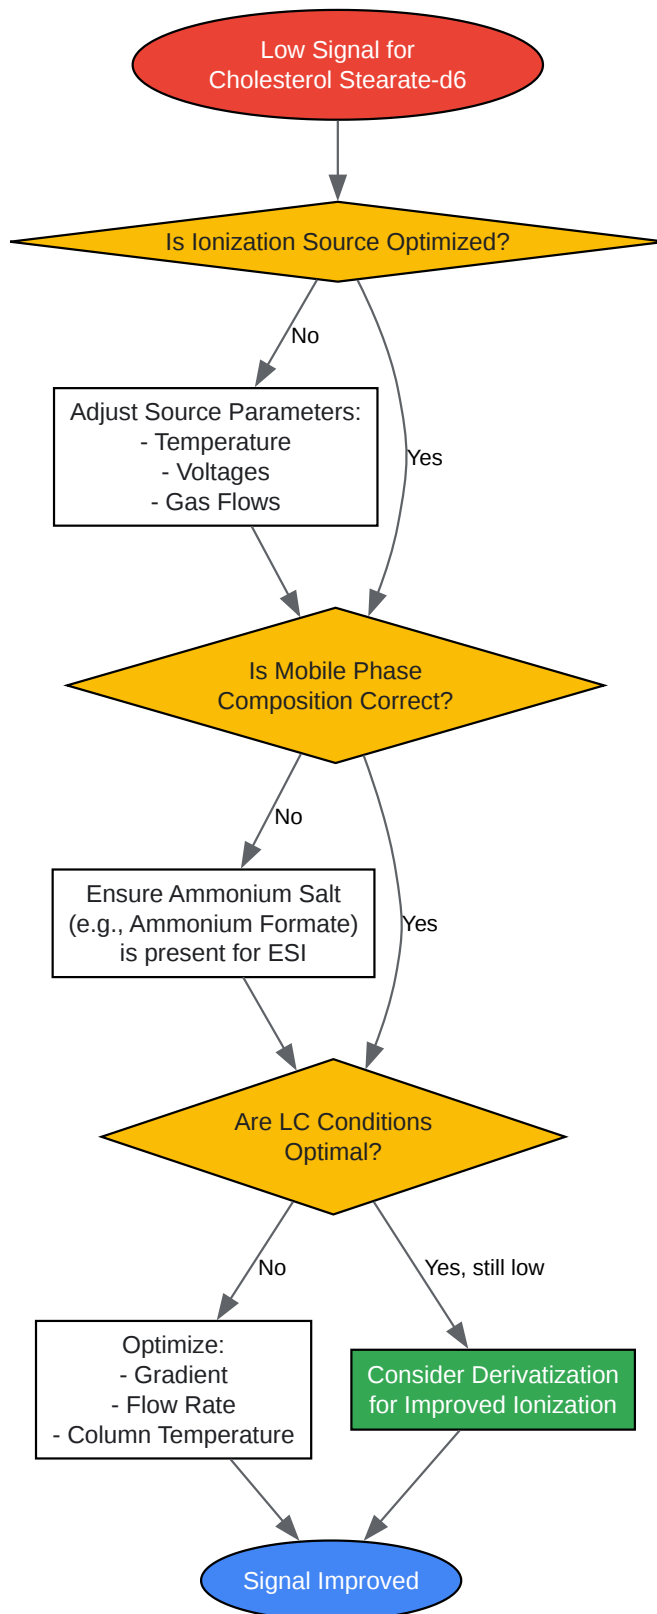 Low Signal for
Cholesterol Stearate-d6
Is Ionization Source Optimized?
No
Adjust Source Parameters:
- Temperature
- Voltages
- Gas Flows
Yes
Is Mobile Phase
Composition Correct?
No
Ensure Ammonium Salt
(e.g., Ammonium Formate)
is present for ESI
Yes
Are LC Conditions
Optimal?
No
Yes, still low
Optimize:
- Gradient
- Flow Rate
- Column Temperature
Consider Derivatization
for Improved Ionization
Signal Improved